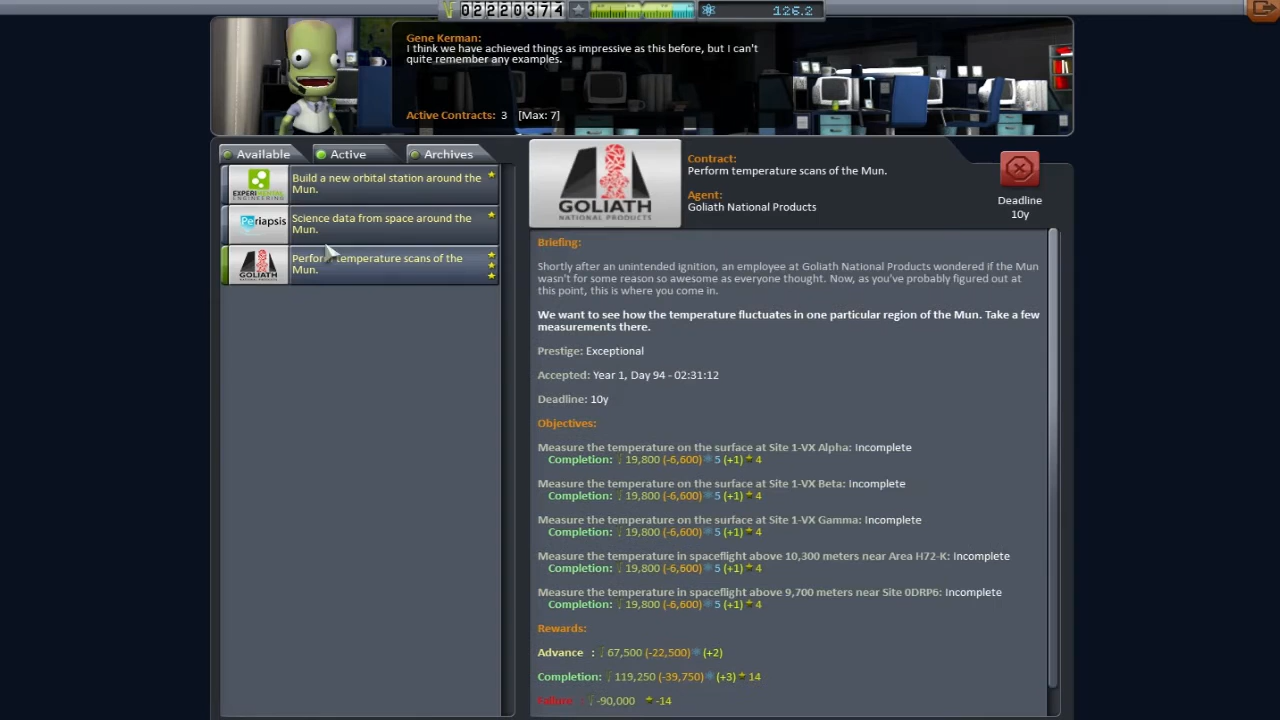 02220374
126.2
Gene Kerman:
I think we have achieved things as impressive as this before, but I can't
quite remember any examples.
Active Contracts: 3 [Max: 7]
Available
Active
Archives
EXPERIMENTAL
ENGINEERING
Build a new orbital station around the
Mun.
Periapsis
Science data from space around the
Mun.
GOLIATH
Perform temperature scans of the
Mun.
GOLIATH
NATIONAL PRODUCTS
Contract:
Perform temperature scans of the Mun.
Agent:
Goliath National Products
Deadline
10y
Briefing:
Shortly after an unintended ignition, an employee at Goliath National Products wondered if the Mun
wasn't for some reason so awesome as everyone thought. Now, as you've probably figured out at
this point, this is where you come in.
We want to see how the temperature fluctuates in one particular region of the Mun. Take a few
measurements there.
Prestige: Exceptional
Accepted: Year 1, Day 94 - 02:31:12
Deadline: 10y
Objectives:
Measure the temperature on the surface at Site 1-VX Alpha: Incomplete
Completion: 19,800 (-6,600) 5 (+1) 4
Measure the temperature on the surface at Site 1-VX Beta: Incomplete
Completion: 19,800 (-6,600) 5 (+1) 4
Measure the temperature on the surface at Site 1-VX Gamma: Incomplete
Completion: 19,800 (-6,600) 5 (+1) 4
Measure the temperature in spaceflight above 10,300 meters near Area H72-K: Incomplete
Completion: 19,800 (-6,600) 5 (+1) 4
Measure the temperature in spaceflight above 9,700 meters near Site 0DRP6: Incomplete
Completion: 19,800 (-6,600) 5 (+1) 4
Rewards:
Advance : 67,500 (-22,500) (+2)
Completion: 119,250 (-39,750) (+3) 14
Failure : -90,000 -14